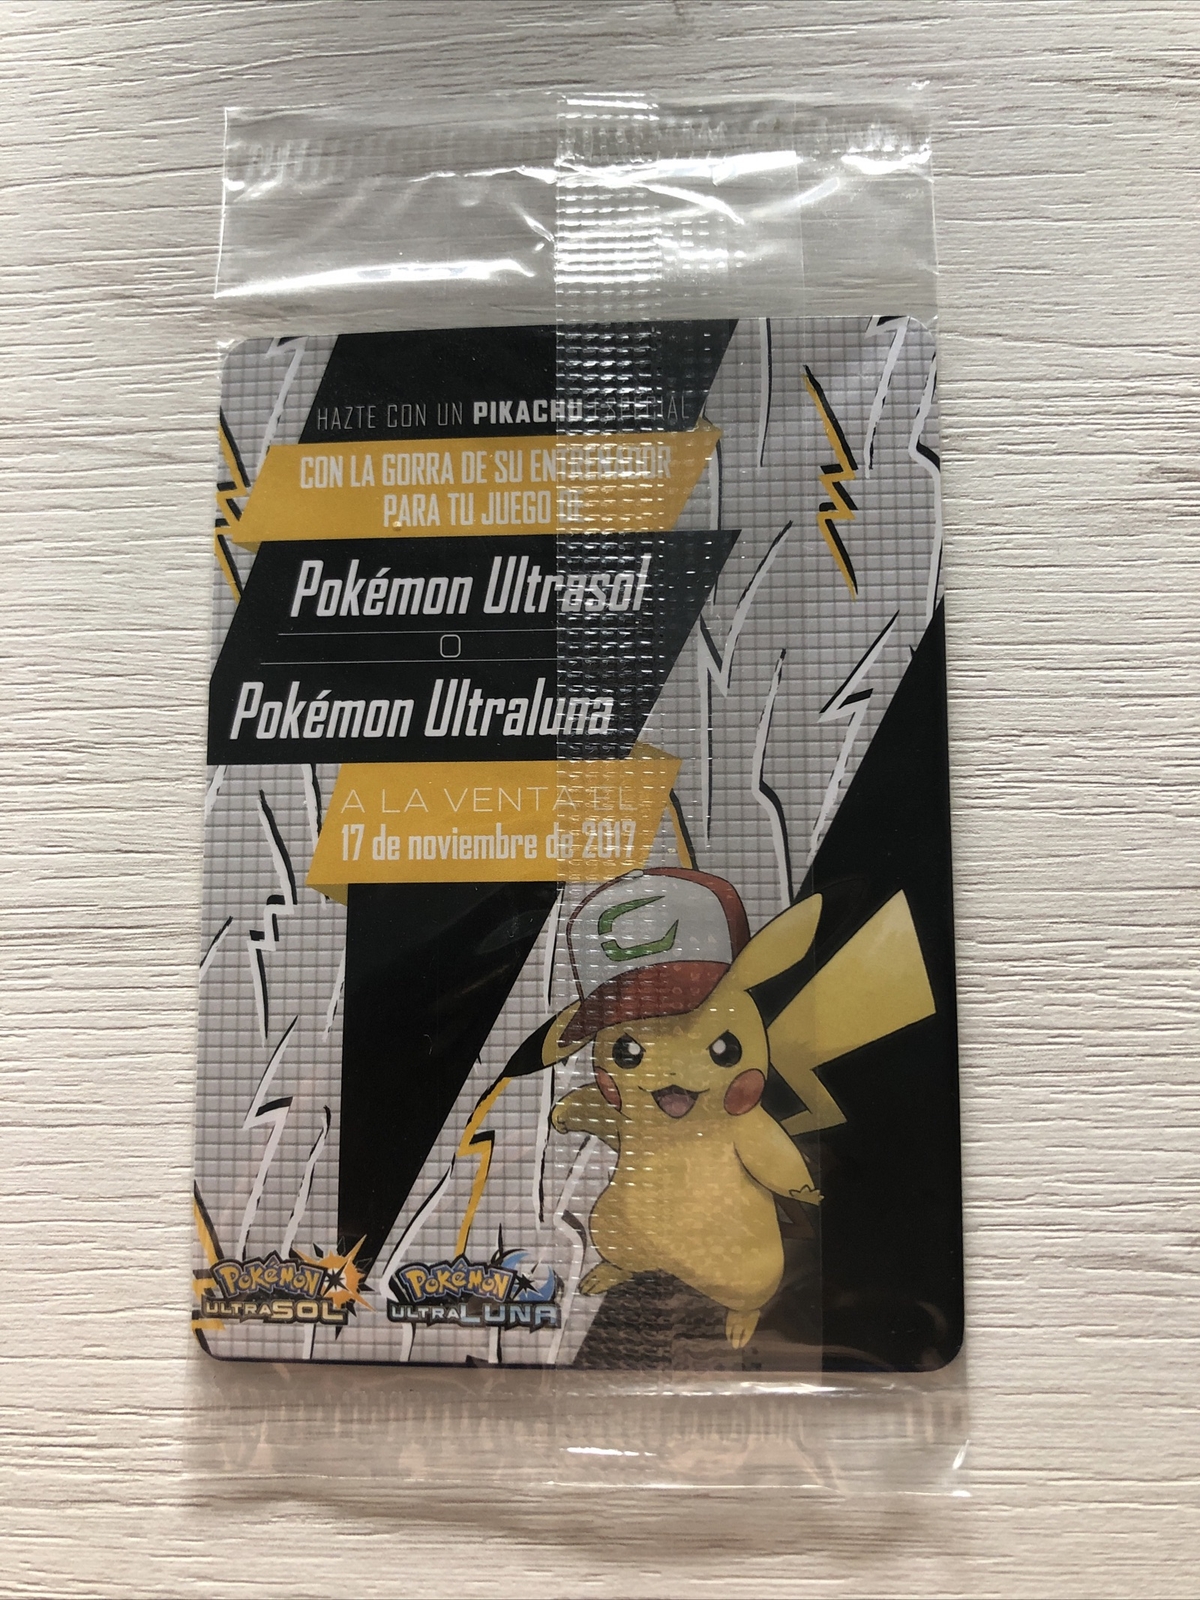 HAZTE CON UN PIKACHU ESPECIAL
CON LA GORRA DE SU ENTRENADOR
PARA TU JUEGO DE
Pokémon Ultrasol
O
Pokémon Ultraluna
A LA VENTA EL
17 de noviembre de 2017
POKéMON
ULTRASOL
POKéMON
ULTRALUNA